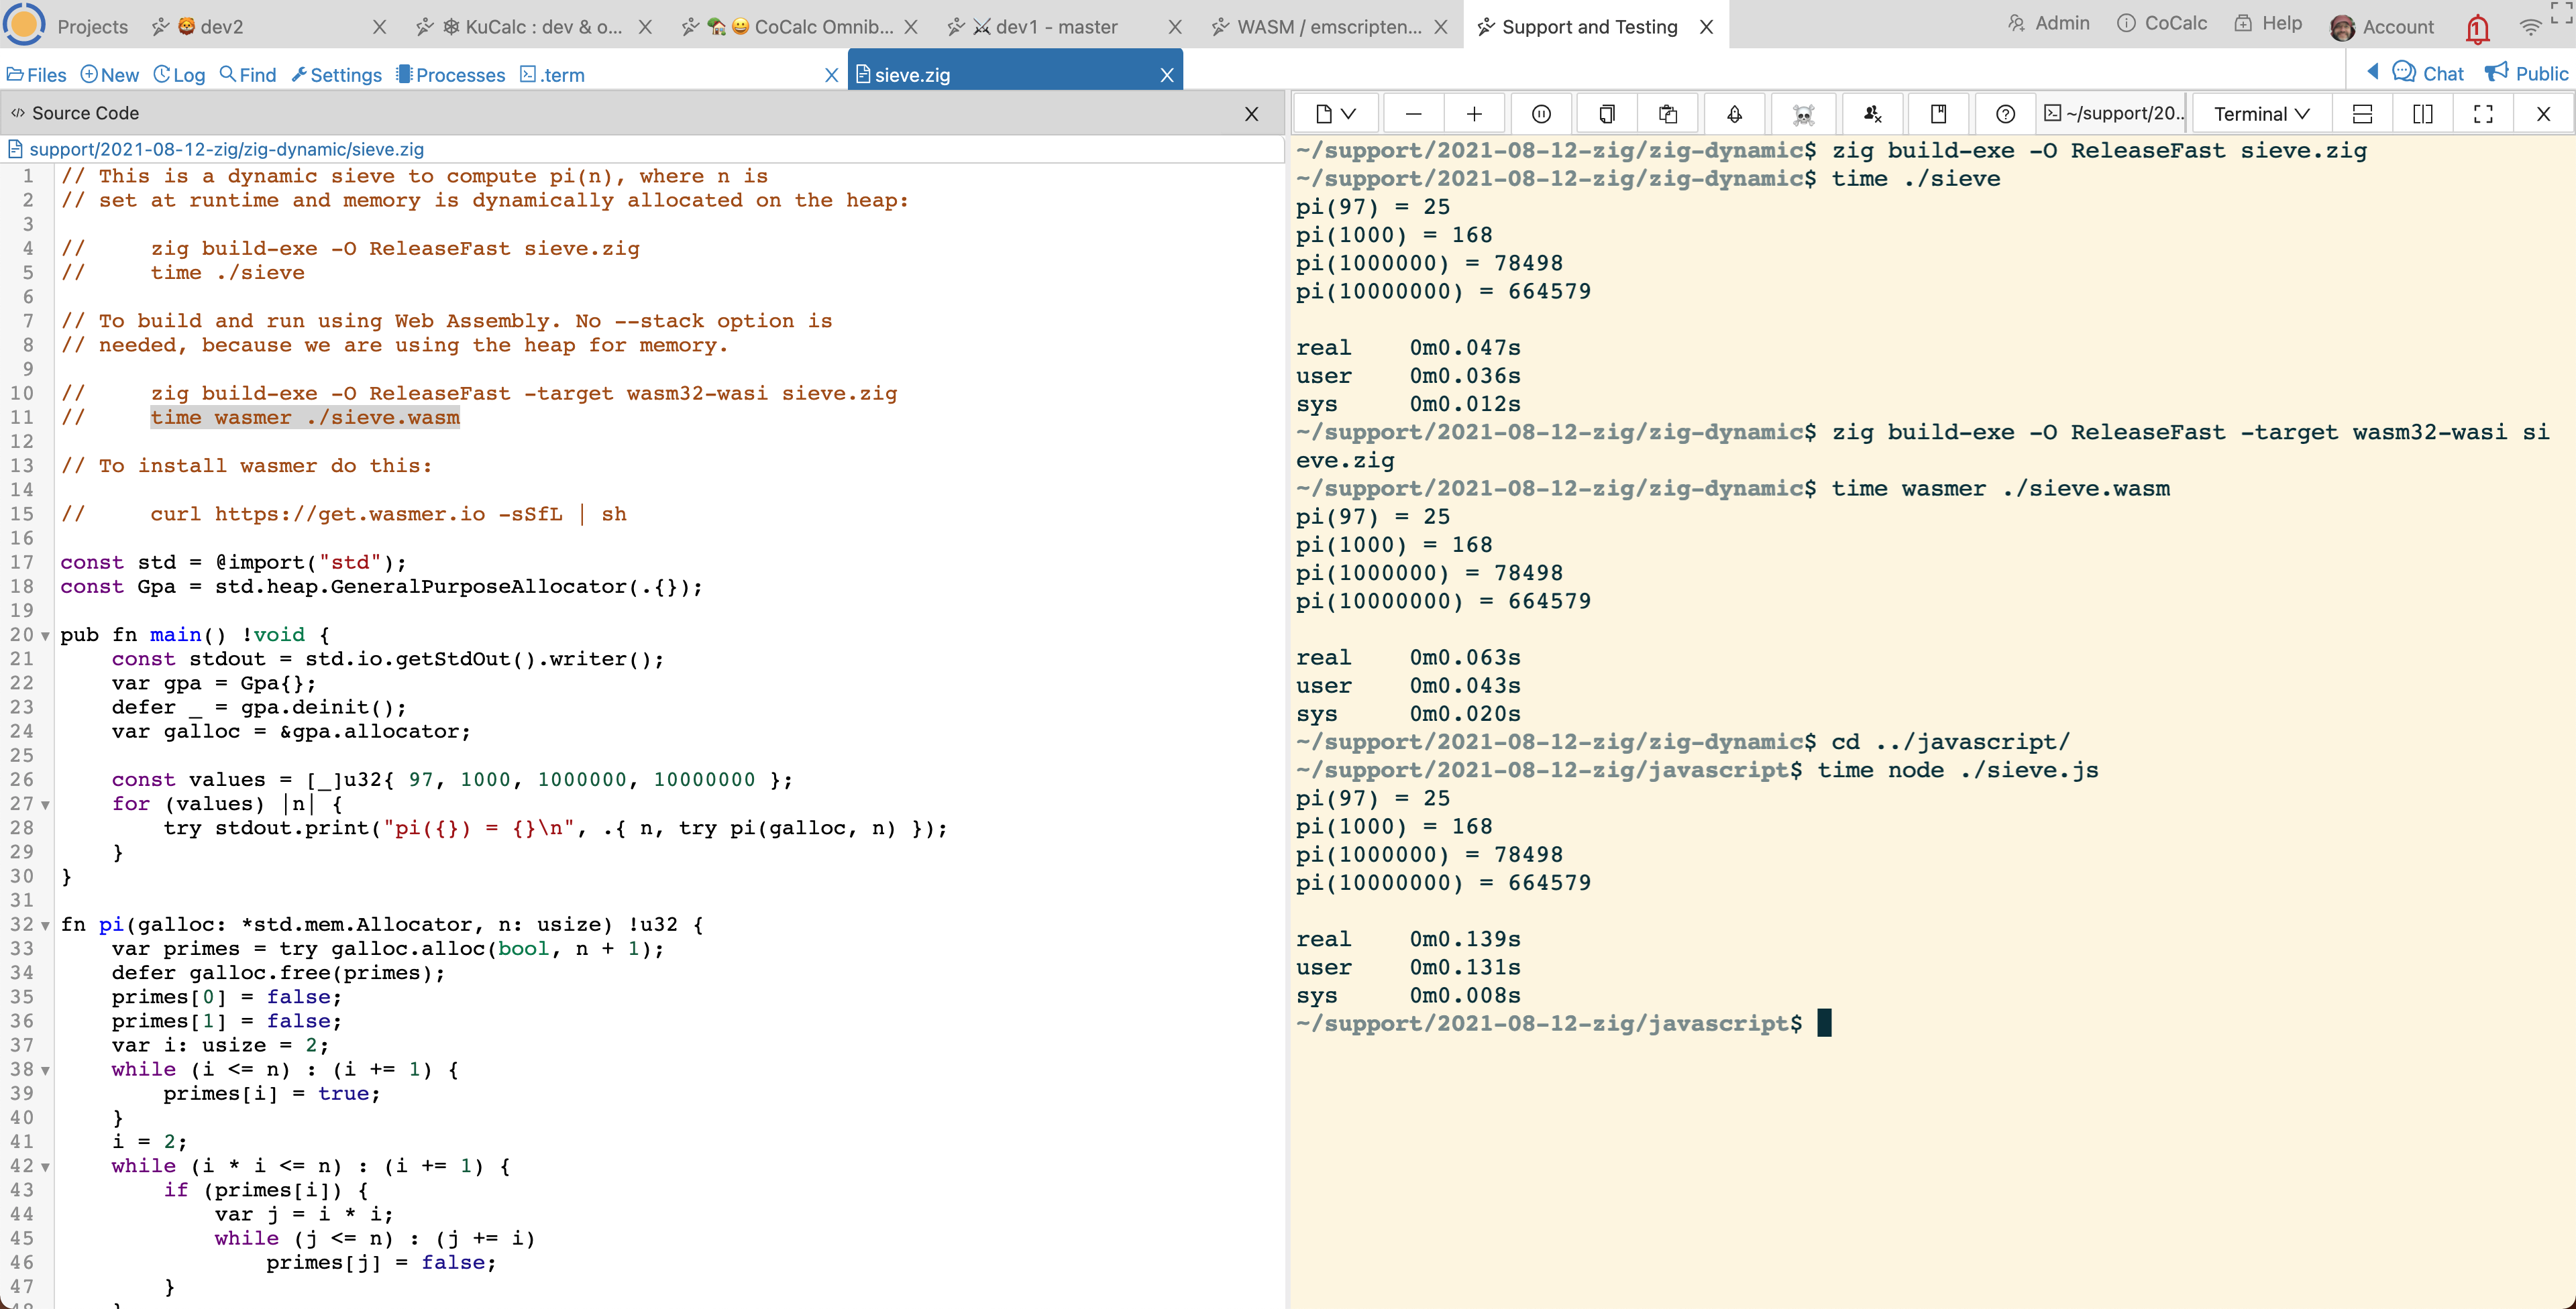 Projects dev2 KuCalc : dev & o... CoCalc Omnib... dev1 - master WASM / emscripten... Support and Testing Admin CoCalc Help Account 1
Files New Log Find Settings Processes .term sieve.zig Chat Public
Source Code
support/2021-08-12-zig/zig-dynamic/sieve.zig
1 // This is a dynamic sieve to compute pi(n), where n is
2 // set at runtime and memory is dynamically allocated on the heap:
3
4 //     zig build-exe -O ReleaseFast sieve.zig
5 //     time ./sieve
6
7 // To build and run using Web Assembly. No --stack option is
8 // needed, because we are using the heap for memory.
9
10 //     zig build-exe -O ReleaseFast -target wasm32-wasi sieve.zig
11 //     time wasmer ./sieve.wasm
12
13 // To install wasmer do this:
14
15 //     curl https://get.wasmer.io -sSfL | sh
16
17 const std = @import("std");
18 const Gpa = std.heap.GeneralPurposeAllocator(.{});
19
20 pub fn main() !void {
21     const stdout = std.io.getStdOut().writer();
22     var gpa = Gpa{};
23     defer _ = gpa.deinit();
24     var galloc = &gpa.allocator;
25
26     const values = [_]u32{ 97, 1000, 1000000, 10000000 };
27     for (values) |n| {
28         try stdout.print("pi({}) = {}\n", .{ n, try pi(galloc, n) });
29     }
30 }
31
32 fn pi(galloc: *std.mem.Allocator, n: usize) !u32 {
33     var primes = try galloc.alloc(bool, n + 1);
34     defer galloc.free(primes);
35     primes[0] = false;
36     primes[1] = false;
37     var i: usize = 2;
38     while (i <= n) : (i += 1) {
39         primes[i] = true;
40     }
41     i = 2;
42     while (i * i <= n) : (i += 1) {
43         if (primes[i]) {
44             var j = i * i;
45             while (j <= n) : (j += i)
46                 primes[j] = false;
47         }
~/support/20.. Terminal
~/support/2021-08-12-zig/zig-dynamic$ zig build-exe -O ReleaseFast sieve.zig
~/support/2021-08-12-zig/zig-dynamic$ time ./sieve
pi(97) = 25
pi(1000) = 168
pi(1000000) = 78498
pi(10000000) = 664579
real 0m0.047s
user 0m0.036s
sys 0m0.012s
~/support/2021-08-12-zig/zig-dynamic$ zig build-exe -O ReleaseFast -target wasm32-wasi si
eve.zig
~/support/2021-08-12-zig/zig-dynamic$ time wasmer ./sieve.wasm
pi(97) = 25
pi(1000) = 168
pi(1000000) = 78498
pi(10000000) = 664579
real 0m0.063s
user 0m0.043s
sys 0m0.020s
~/support/2021-08-12-zig/zig-dynamic$ cd ../javascript/
~/support/2021-08-12-zig/javascript$ time node ./sieve.js
pi(97) = 25
pi(1000) = 168
pi(1000000) = 78498
pi(10000000) = 664579
real 0m0.139s
user 0m0.131s
sys 0m0.008s
~/support/2021-08-12-zig/javascript$